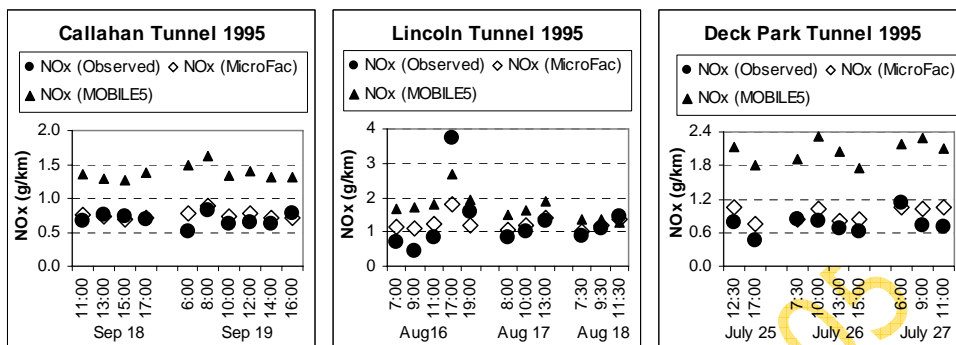 Callahan Tunnel 1995
NOx (Observed) NOx (MicroFac)
NOx (MOBILE5)
NOx (g/km)
2.0
1.5
1.0
0.5
0.0
11:00 13:00 15:00 17:00 6:00 8:00 10:00 12:00 14:00 16:00
Sep 18 Sep 19
Lincoln Tunnel 1995
NOx (Observed) NOx (MicroFac)
NOx (MOBILE5)
NOx (g/km)
4
3
2
1
0
7:00 9:00 11:00 17:00 19:00 8:00 10:00 13:00 7:30 9:30 11:30
Aug16 Aug 17 Aug 18
Deck Park Tunnel 1995
NOx (Observed) NOx (MicroFac)
NOx (MOBILE5)
NOx (g/km)
2.4
1.8
1.2
0.6
0.0
12:30 17:00 7:30 10:00 13:00 15:00 6:00 9:00 11:00
July 25 July 26 July 27